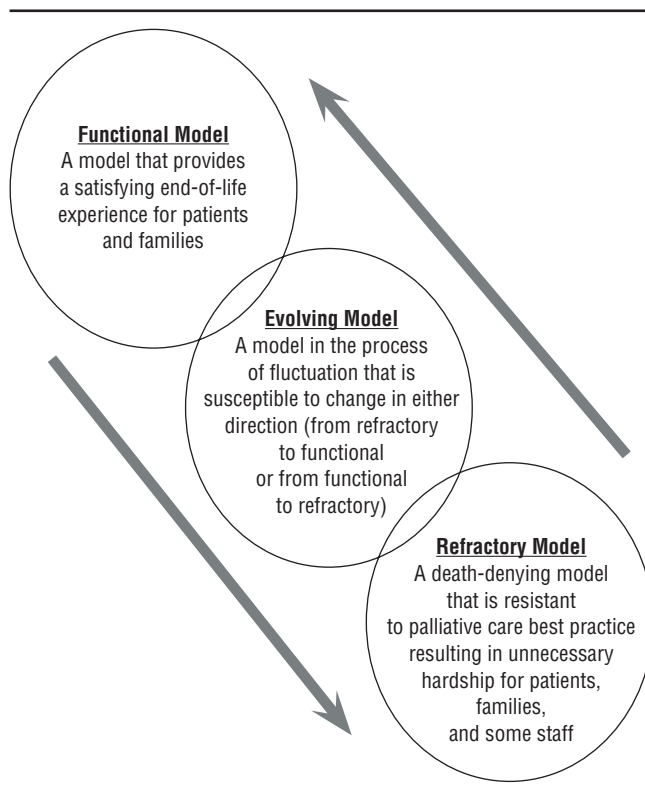 Functional Model
A model that provides
a satisfying end-of-life
experience for patients
and families
Evolving Model
A model in the process
of fluctuation that is
susceptible to change in either
direction (from refractory
to functional
or from functional
to refractory)
Refractory Model
A death-denying model
that is resistant
to palliative care best practice
resulting in unnecessary
hardship for patients,
families,
and some staff